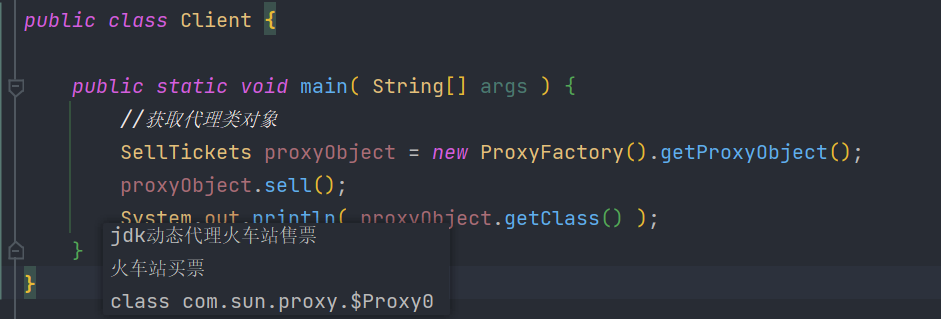 public class Client {
public static void main( String[] args ) {
//获取代理类对象
SellTickets proxyObject = new ProxyFactory().getProxyObject();
proxyObject.sell();
System.out.println( proxyObject.getClass() );
}
}
jdk动态代理火车站售票
火车站买票
class com.sun.proxy.$Proxy0